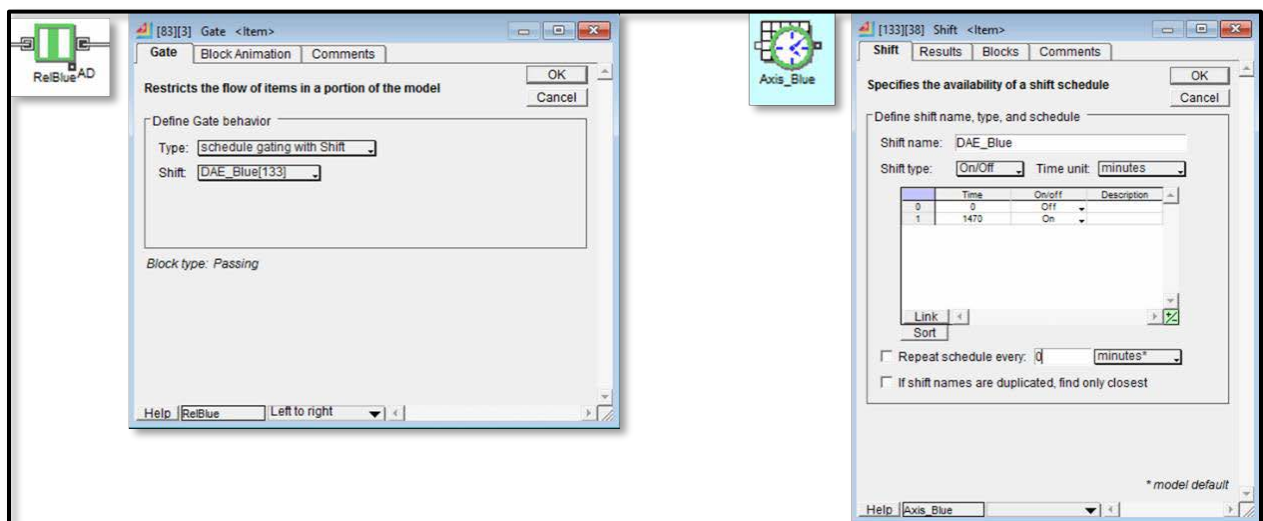 RelBlue AD
[83][3] Gate <Item>
Gate Block Animation Comments
OK
Restricts the flow of items in a portion of the model
Cancel
Define Gate behavior
Type: schedule gating with Shift
Shift: DAE_Blue[133]
Block type: Passing
Help RelBlue Left to right
Axis_Blue
[133][38] Shift <Item>
Shift Results Blocks Comments
OK
Specifies the availability of a shift schedule
Cancel
Define shift name, type, and schedule
Shift name: DAE_Blue
Shift type: On/Off Time unit: minutes
Time On/off Description
0 0 Off
1 1470 On
Link
Sort
Repeat schedule every: 0 minutes*
If shift names are duplicated, find only closest
* model default
Help Axis_Blue